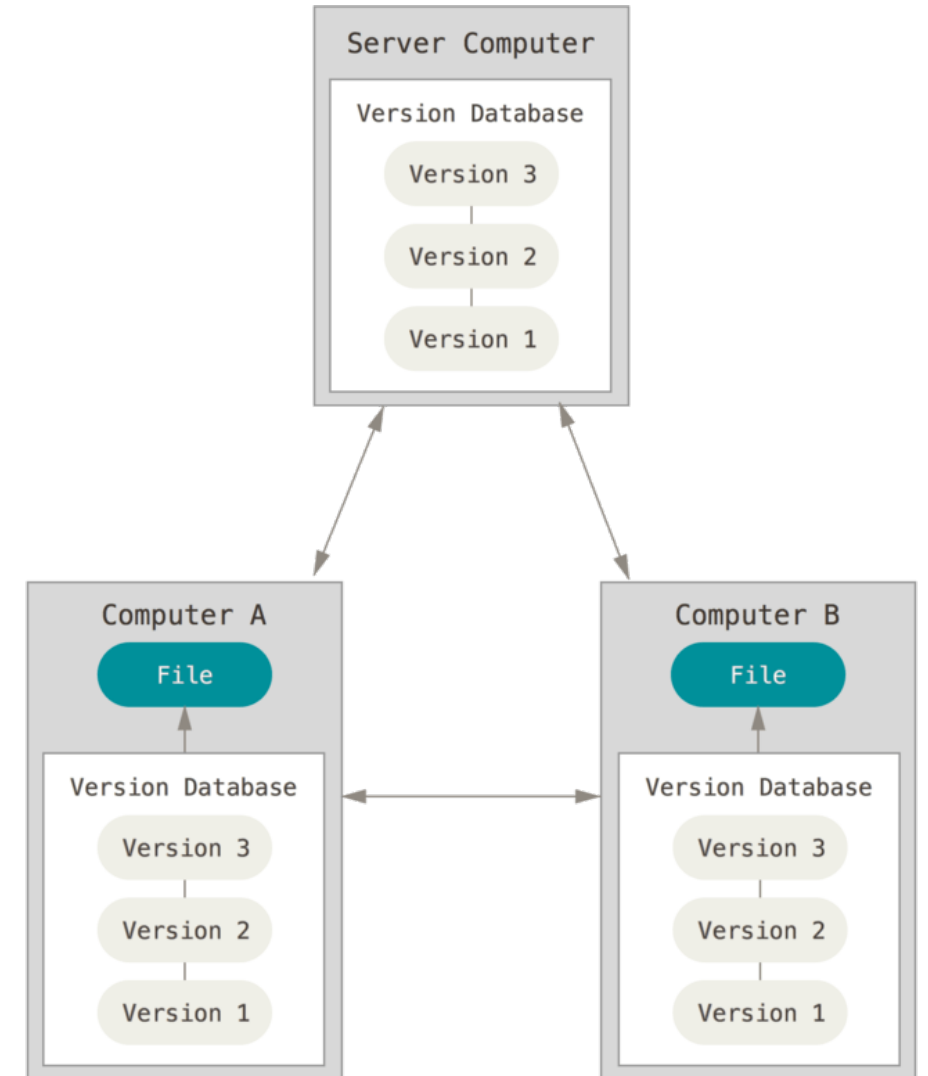 Server Computer
Version Database
Version 3
Version 2
Version 1
Computer A
File
Version Database
Version 3
Version 2
Version 1
Computer B
File
Version Database
Version 3
Version 2
Version 1